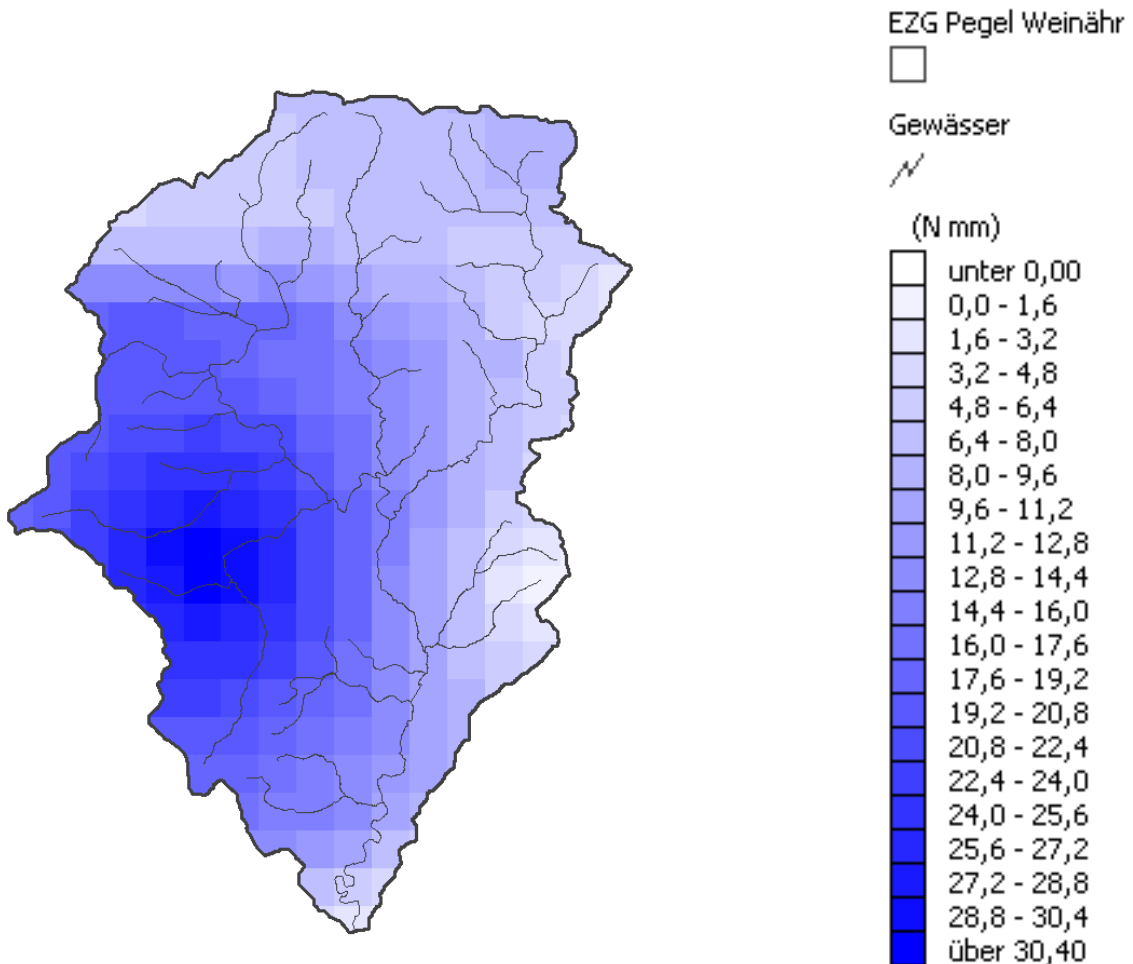 EZG Pegel Weinähr
Gewässer
(N mm)
unter 0,00
0,0 - 1,6
1,6 - 3,2
3,2 - 4,8
4,8 - 6,4
6,4 - 8,0
8,0 - 9,6
9,6 - 11,2
11,2 - 12,8
12,8 - 14,4
14,4 - 16,0
16,0 - 17,6
17,6 - 19,2
19,2 - 20,8
20,8 - 22,4
22,4 - 24,0
24,0 - 25,6
25,6 - 27,2
27,2 - 28,8
28,8 - 30,4
über 30,40